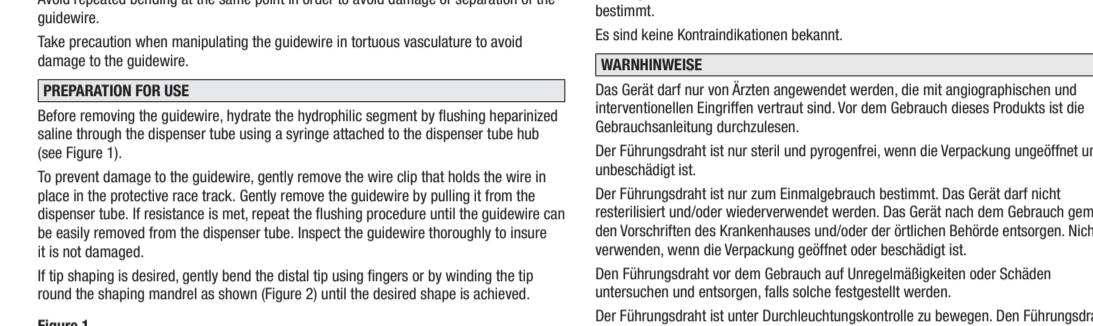 Avoid repeated bending at the same point in order to avoid damage or separation of the
guidewire.
Take precaution when manipulating the guidewire in tortuous vasculature to avoid
damage to the guidewire.
PREPARATION FOR USE
Before removing the guidewire, hydrate the hydrophilic segment by flushing heparinized
saline through the dispenser tube using a syringe attached to the dispenser tube hub
(see Figure 1).
To prevent damage to the guidewire, gently remove the wire clip that holds the wire in
place in the protective race track. Gently remove the guidewire by pulling it from the
dispenser tube. If resistance is met, repeat the flushing procedure until the guidewire can
be easily removed from the dispenser tube. Inspect the guidewire thoroughly to insure
it is not damaged.
If tip shaping is desired, gently bend the distal tip using fingers or by winding the tip
round the shaping mandrel as shown (Figure 2) until the desired shape is achieved.
Figure 1
bestimmt.
Es sind keine Kontraindikationen bekannt.
WARNHINWEISE
Das Gerät darf nur von Ärzten angewendet werden, die mit angiographischen und
interventionellen Eingriffen vertraut sind. Vor dem Gebrauch dieses Produkts ist die
Gebrauchsanleitung durchzulesen.
Der Führungsdraht ist nur steril und pyrogenfrei, wenn die Verpackung ungeöffnet
unbeschädigt ist.
Der Führungsdraht ist nur zum Einmalgebrauch bestimmt. Das Gerät darf nicht
resterilisiert und/oder wiederverwendet werden. Das Gerät nach dem Gebrauch
den Vorschriften des Krankenhauses und/oder der örtlichen Behörde entsorgen.
verwenden, wenn die Verpackung geöffnet oder beschädigt ist.
Den Führungsdraht vor dem Gebrauch auf Unregelmäßigkeiten oder Schäden
untersuchen und entsorgen, falls solche festgestellt werden.
Der Führungsdraht ist unter Durchleuchtungskontrolle zu bewegen. Den